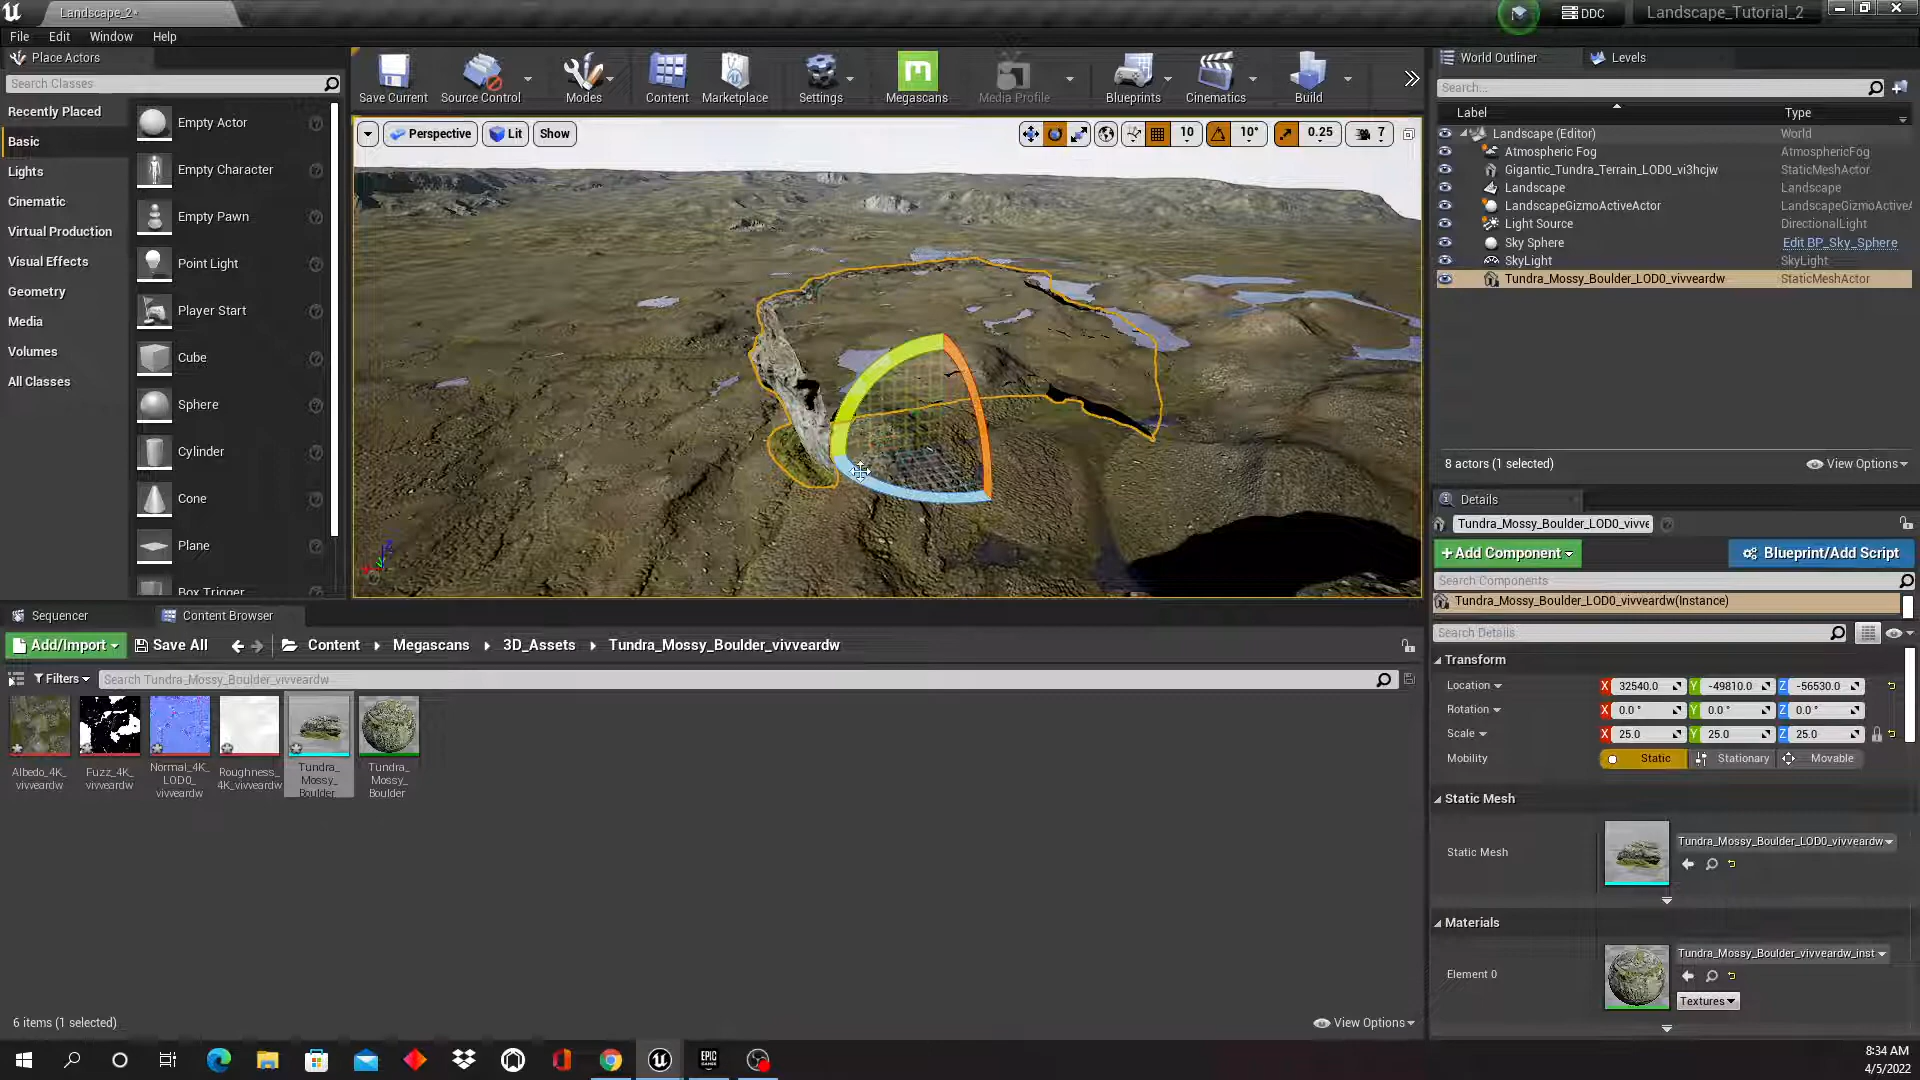 Landscape_2*
DDC
Landscape_Tutorial_2
File
Edit
Window
Help
Place Actors
Search Classes
Recently Placed
Basic
Lights
Cinematic
Virtual Production
Visual Effects
Geometry
Media
Volumes
All Classes
Empty Actor
Empty Character
Empty Pawn
Point Light
Player Start
Cube
Sphere
Cylinder
Cone
Plane
Box Trigger
Save Current
Source Control
Modes
Content
Marketplace
Settings
Megascans
Media Profile
Blueprints
Cinematics
Build
Perspective
Lit
Show
10
10°
0.25
7
World Outliner
Levels
Search...
Label
Type
Landscape (Editor)
World
Atmospheric Fog
AtmosphericFog
Gigantic_Tundra_Terrain_LOD0_vi3hcjw
StaticMeshActor
Landscape
Landscape
LandscapeGizmoActiveActor
LandscapeGizmoActiveA
Light Source
DirectionalLight
Sky Sphere
Edit BP_Sky_Sphere
SkyLight
SkyLight
Tundra_Mossy_Boulder_LOD0_vivveardw
StaticMeshActor
8 actors (1 selected)
View Options
Details
Tundra_Mossy_Boulder_LOD0_vivve
+Add Component
Blueprint/Add Script
Search Components
Tundra_Mossy_Boulder_LOD0_vivveardw(Instance)
Search Details
Transform
Location
X 32540.0
Y -49810.0
Z -56530.0
Rotation
X 0.0 °
Y 0.0 °
Z 0.0 °
Scale
X 25.0
Y 25.0
Z 25.0
Mobility
Static
Stationary
Movable
Static Mesh
Static Mesh
Tundra_Mossy_Boulder_LOD0_vivveardw
Materials
Element 0
Tundra_Mossy_Boulder_vivveardw_inst
Textures
Sequencer
Content Browser
Add/Import
Save All
Content
Megascans
3D_Assets
Tundra_Mossy_Boulder_vivveardw
Filters
Search Tundra_Mossy_Boulder_vivveardw
Albedo_4K_
vivveardw
Fuzz_4K_
vivveardw
Normal_4K_
LOD0_
vivveardw
Roughness_
4K_vivveardw
Tundra_
Mossy_
Boulder
Tundra_
Mossy_
Boulder
6 items (1 selected)
View Options
EPIC
GAMES
8:34 AM
4/5/2022